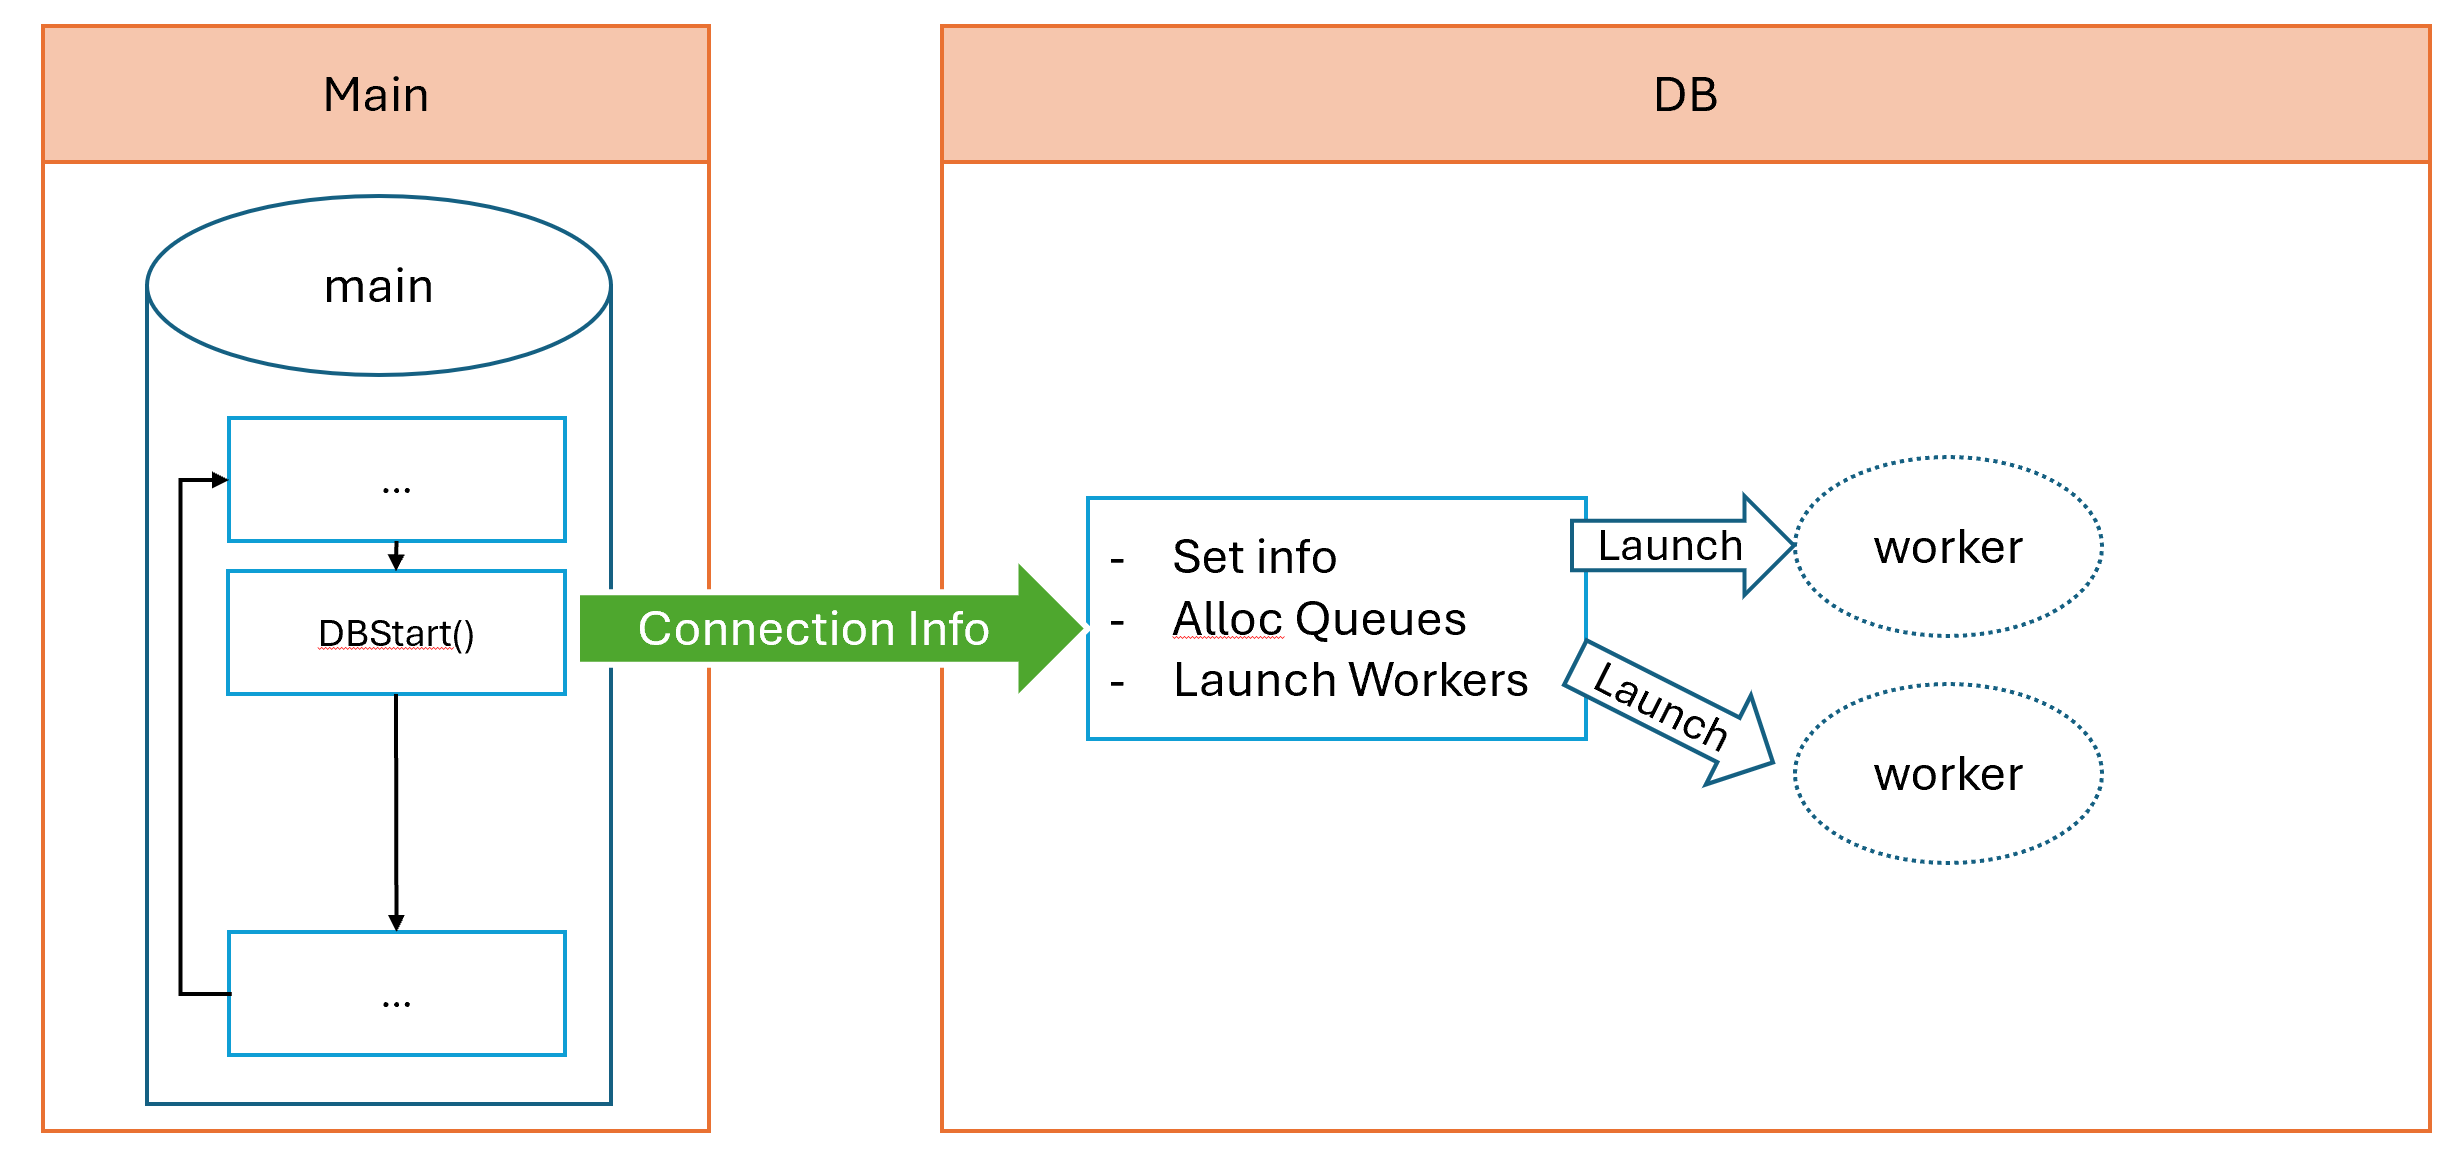 Main
DB
main
...
DBStart()
...
Connection Info
- Set info
- Alloc Queues
- Launch Workers
Launch
worker
Launch
worker